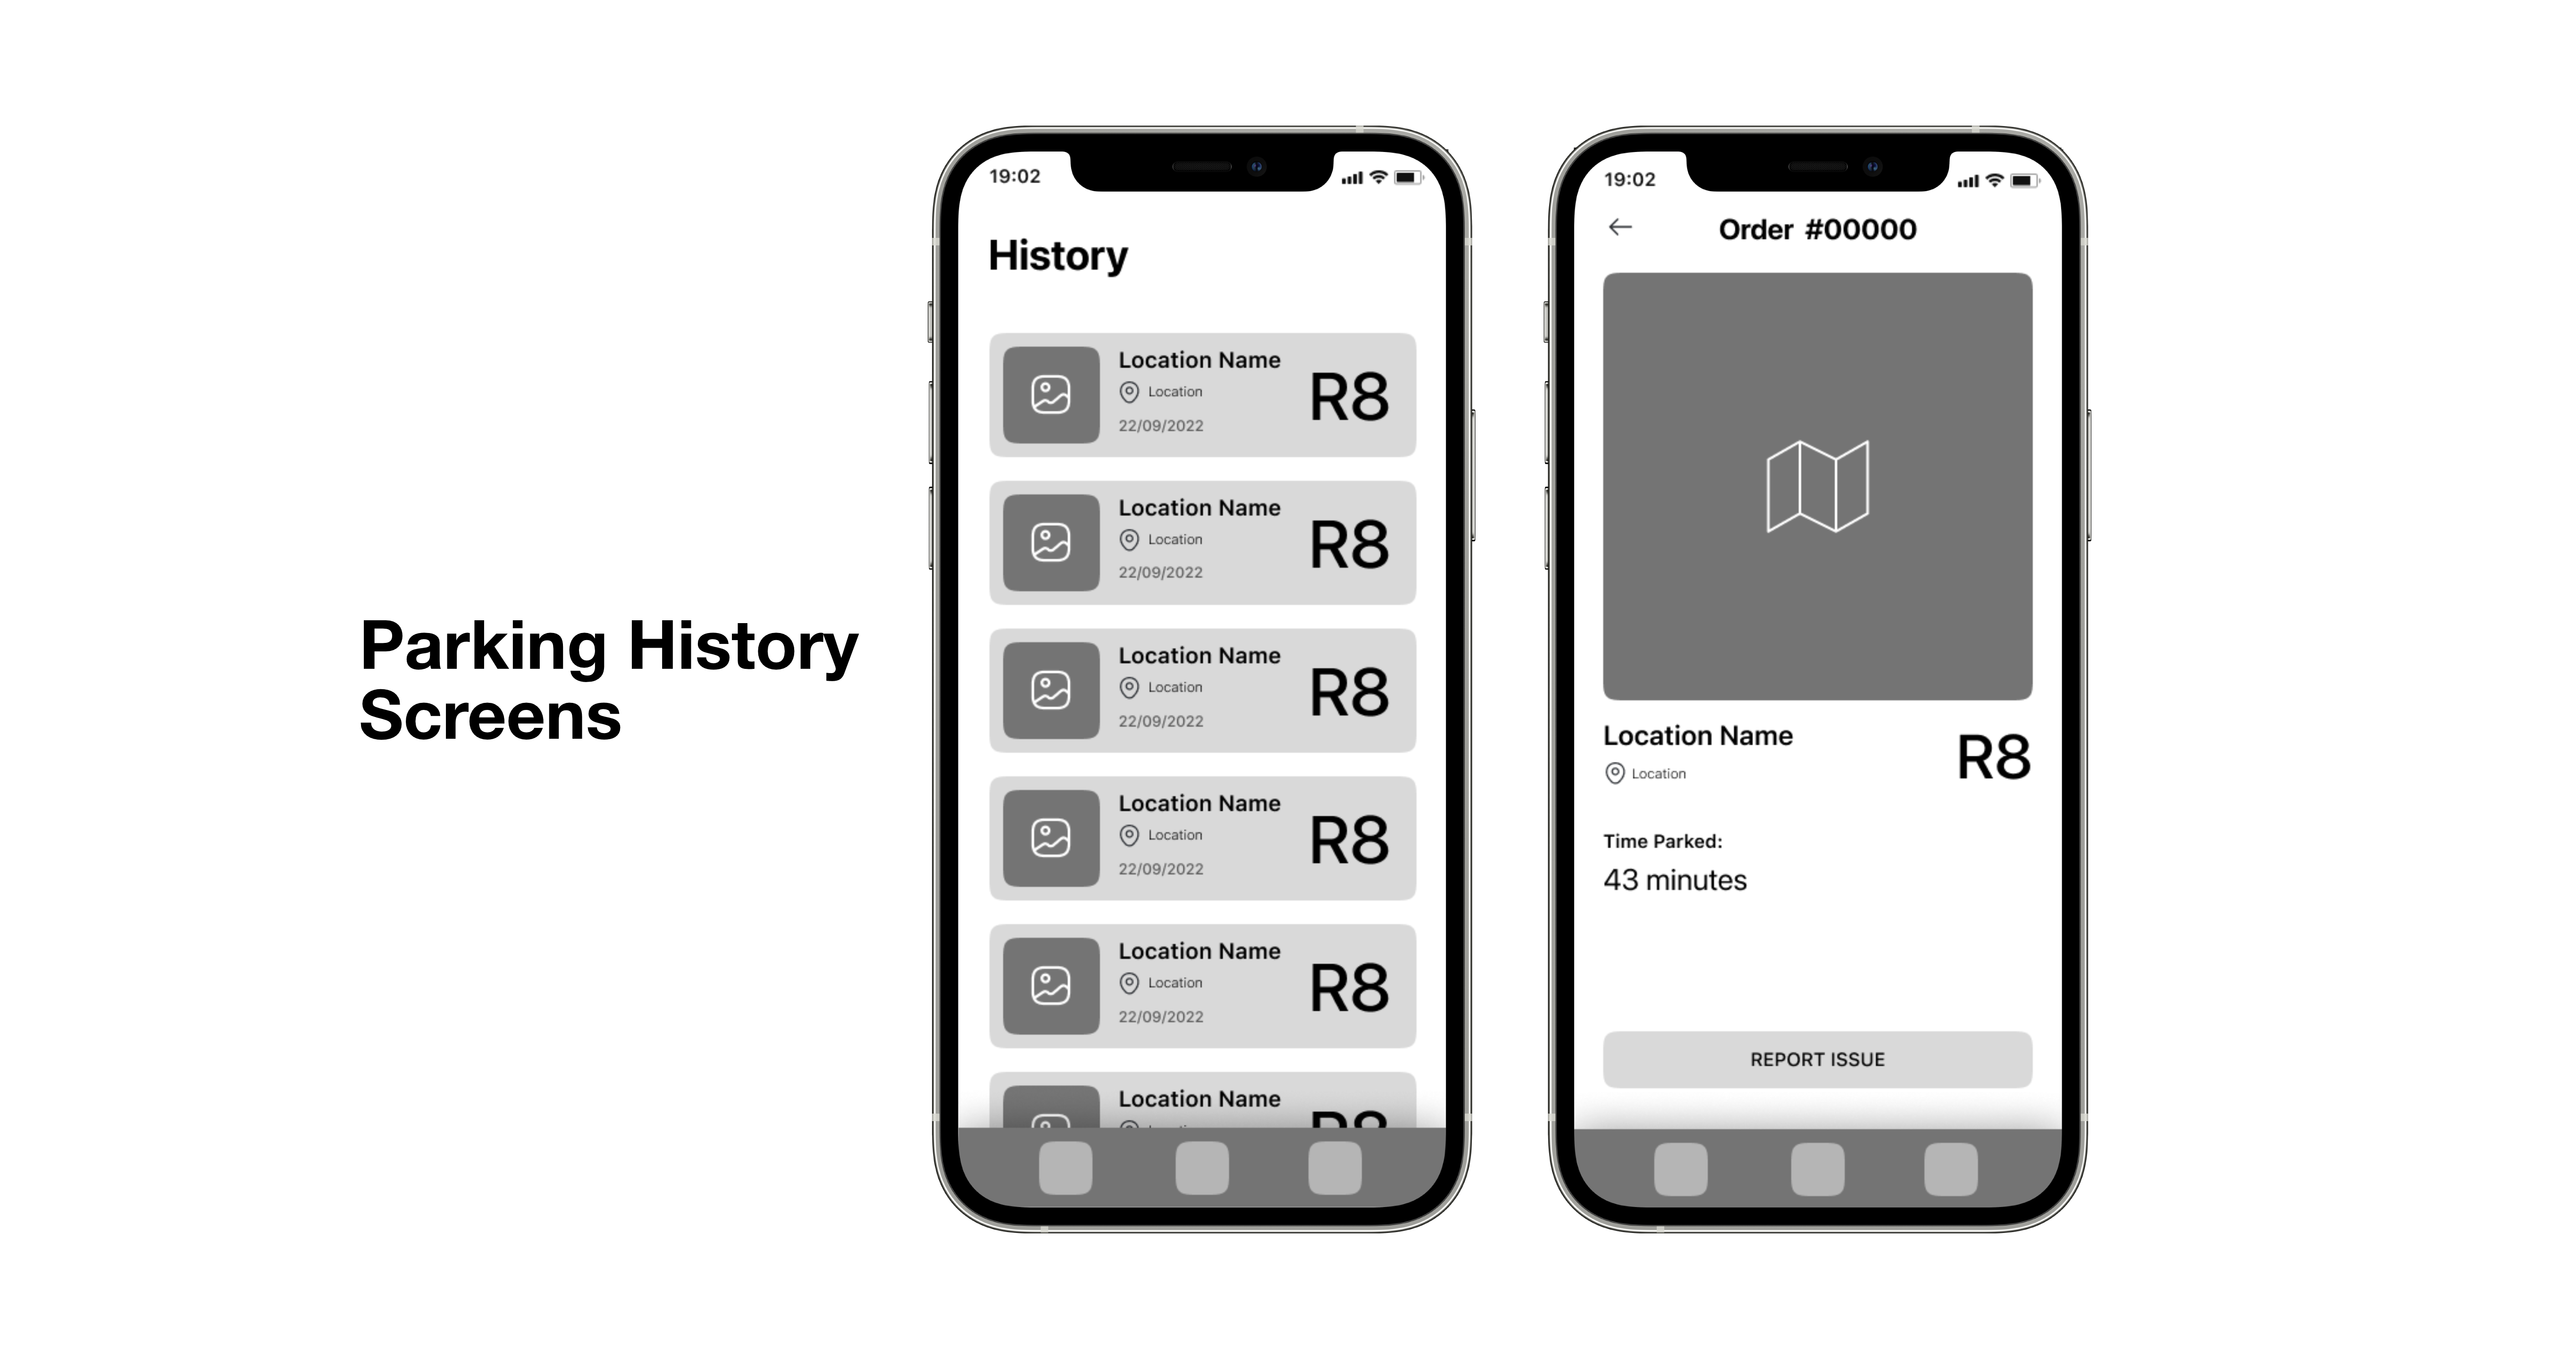 Parking History
Screens
19:02
History
Location Name
Location
22/09/2022
R8
Location Name
Location
22/09/2022
R8
Location Name
Location
22/09/2022
R8
Location Name
Location
22/09/2022
R8
Location Name
Location
22/09/2022
R8
Location Name
19:02
Order #00000
Location Name
Location
R8
Time Parked:
43 minutes
REPORT ISSUE